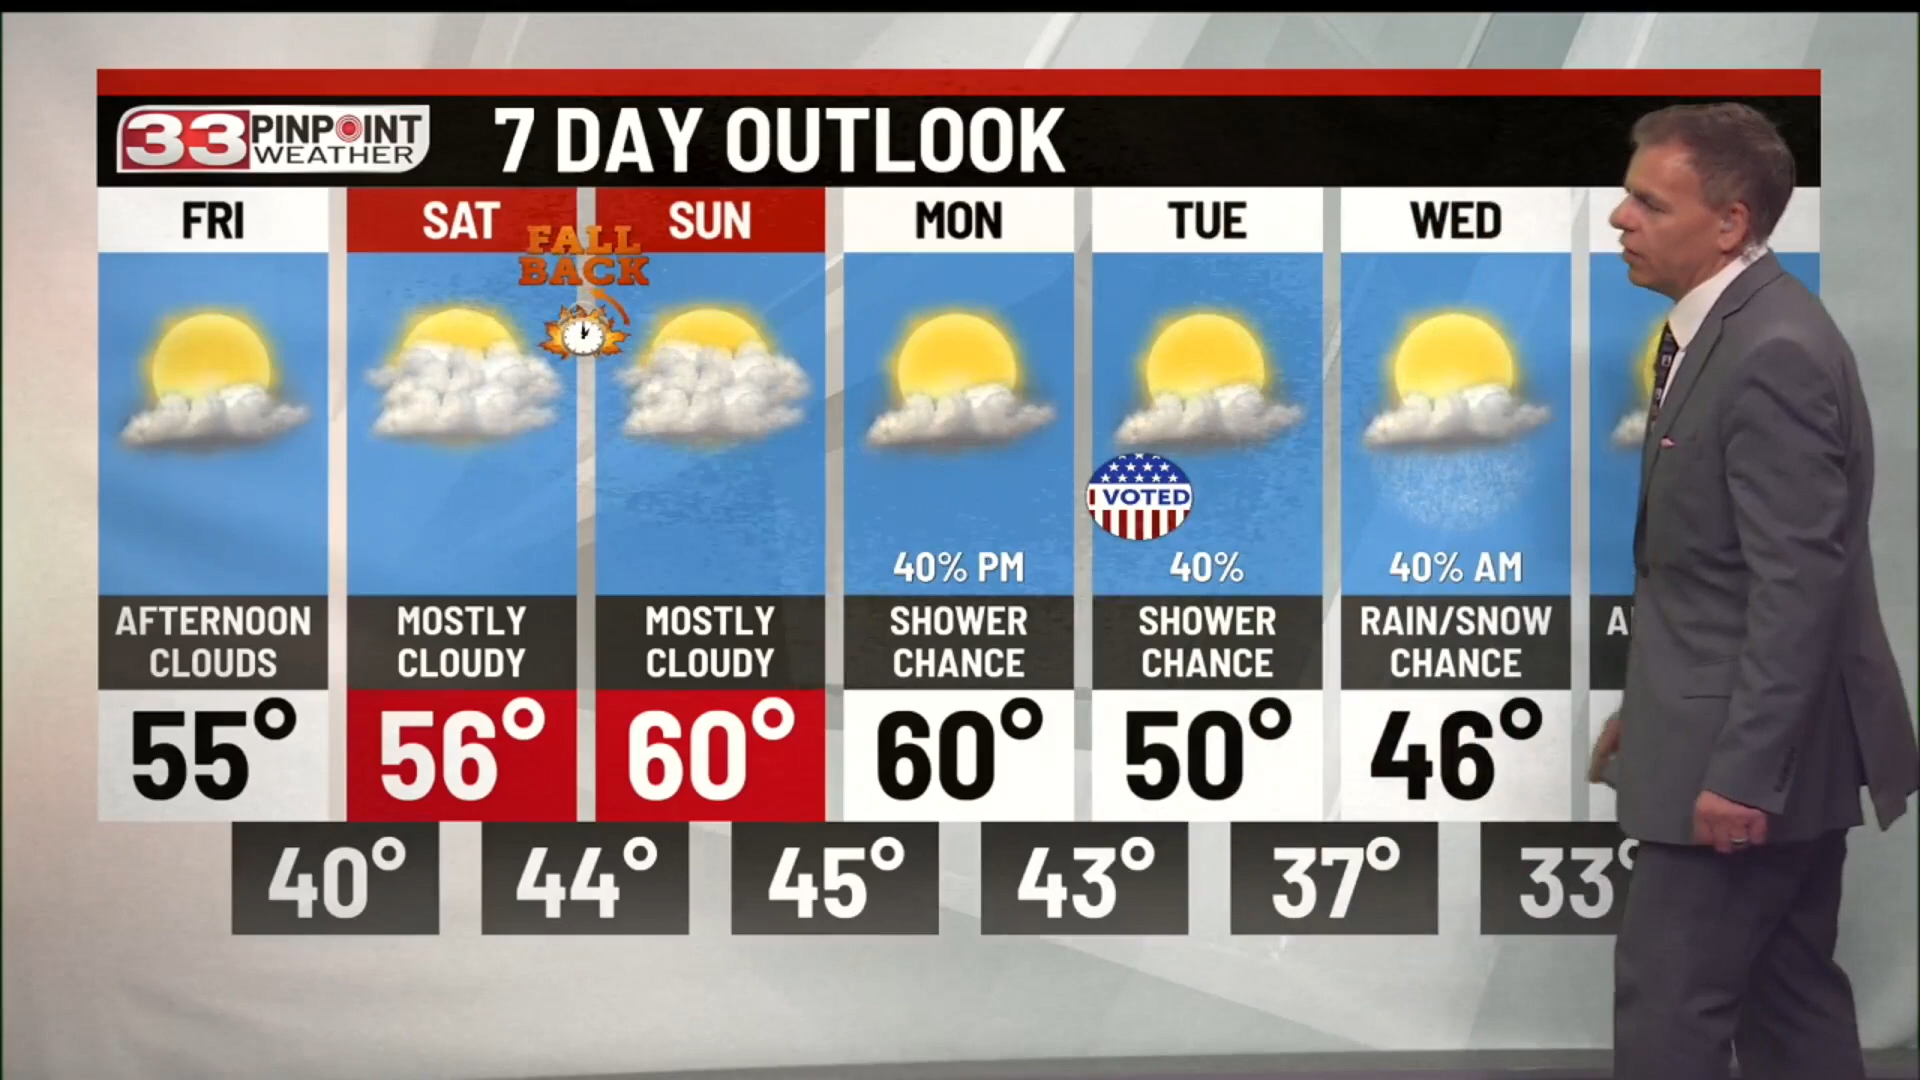 33 PINPOINT WEATHER
7 DAY OUTLOOK
FRI SAT SUN MON TUE WED
FALL
BACK
I VOTED
40% PM 40% 40% AM
AFTERNOON CLOUDS
MOSTLY CLOUDY
MOSTLY CLOUDY
SHOWER CHANCE
SHOWER CHANCE
RAIN/SNOW CHANCE
55° 56° 60° 60° 50° 46°
40° 44° 45° 43° 37° 33°